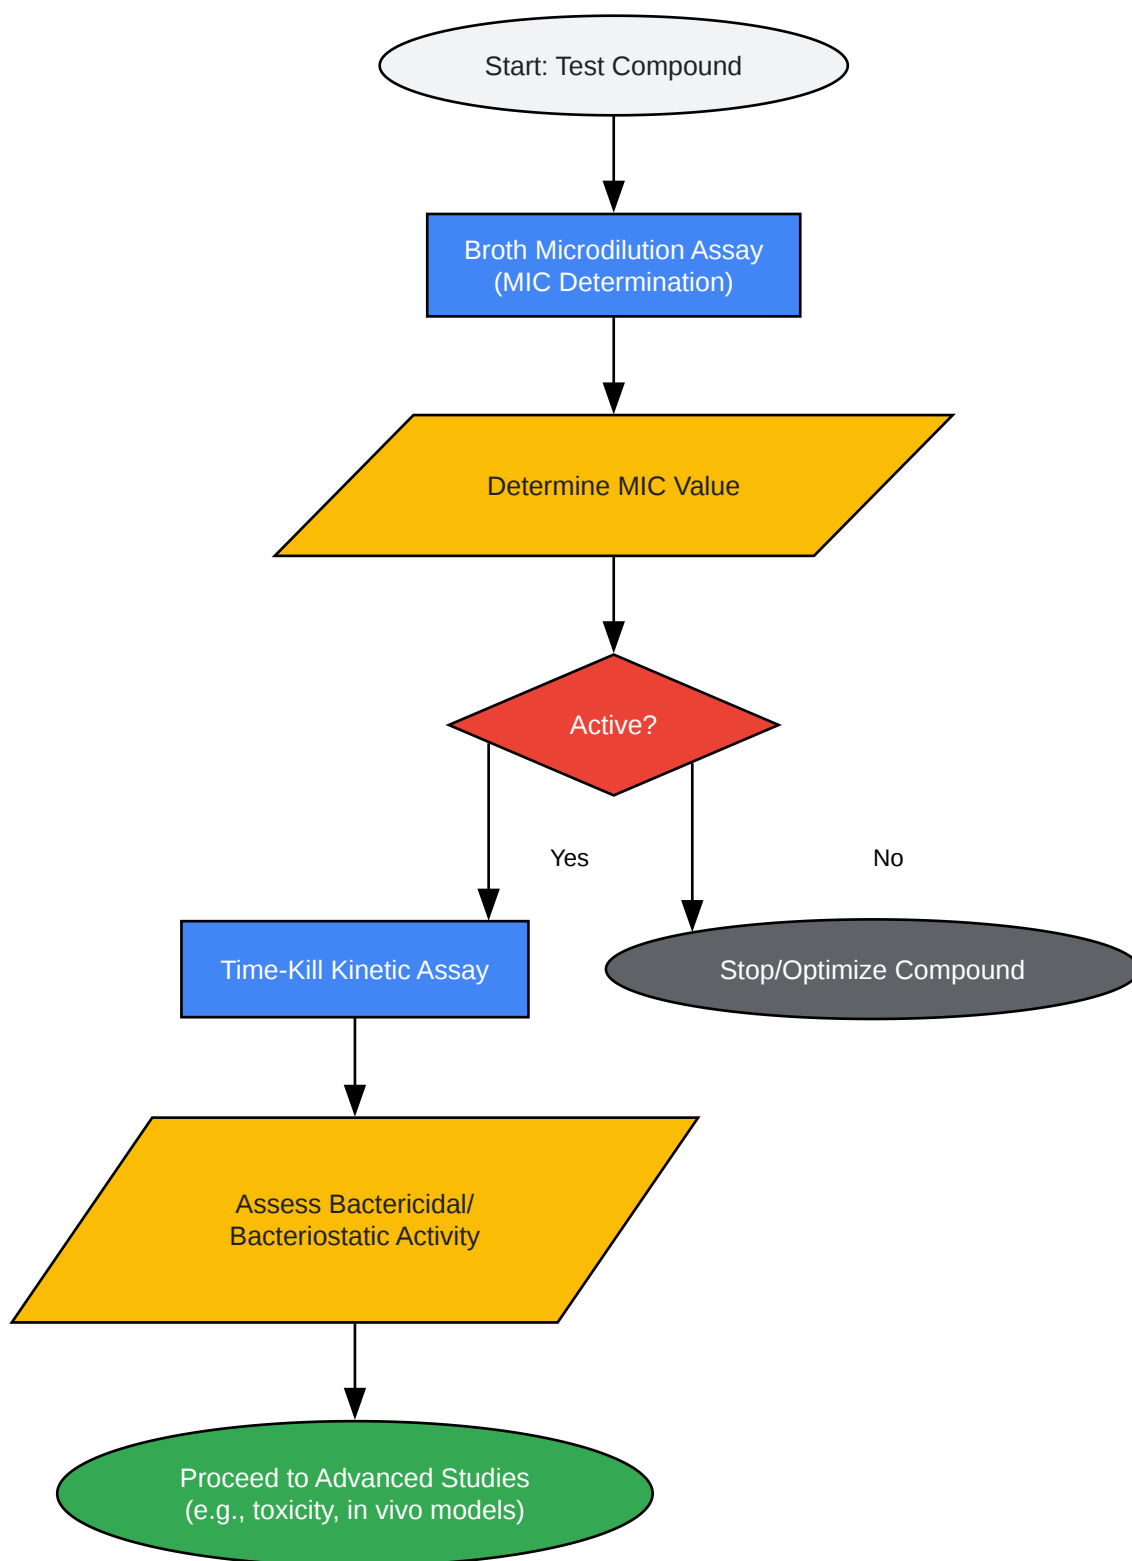 Start: Test Compound
Broth Microdilution Assay
(MIC Determination)
Determine MIC Value
Active?
Yes
No
Time-Kill Kinetic Assay
Stop/Optimize Compound
Assess Bactericidal/
Bacteriostatic Activity
Proceed to Advanced Studies
(e.g., toxicity, in vivo models)